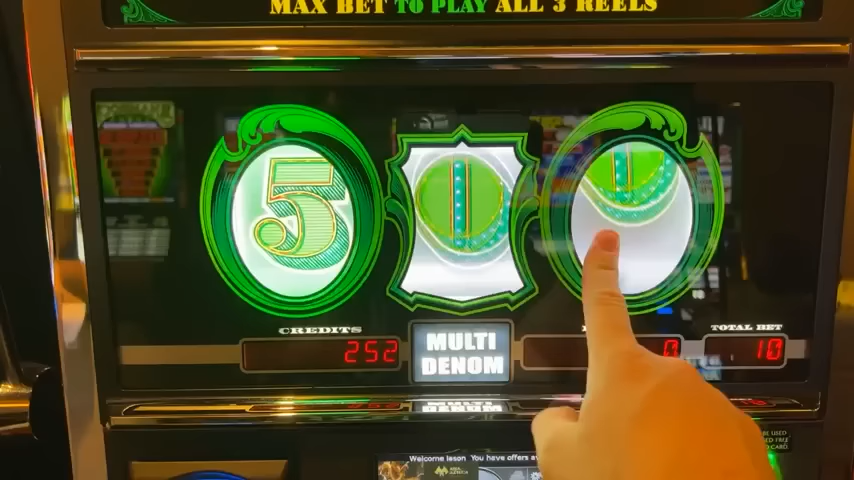 MAX BET TO PLAY ALL 3 REELS
5
CREDITS
252
MULTI
DENOM
0
TOTAL BET
10
Welcome Jason You have offers